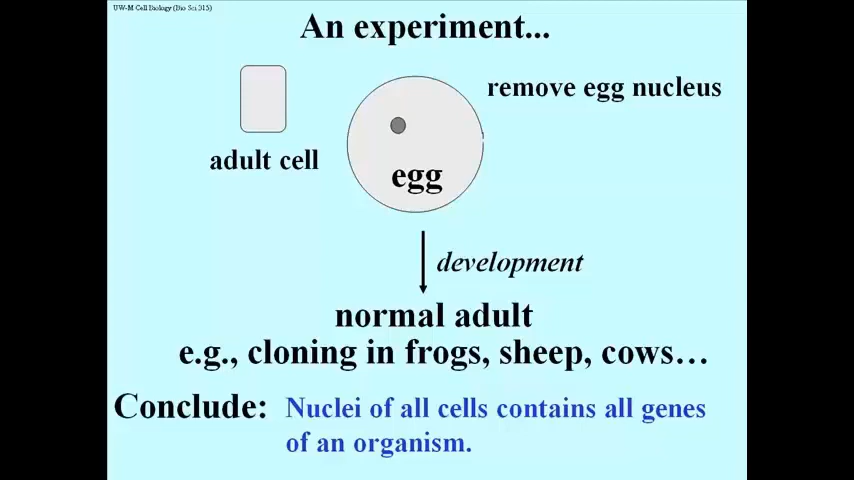 UW-M Cell Biology (Bio Sci 315)
An experiment...
remove egg nucleus
adult cell
egg
development
normal adult
e.g., cloning in frogs, sheep, cows…
Conclude: Nuclei of all cells contains all genes
of an organism.